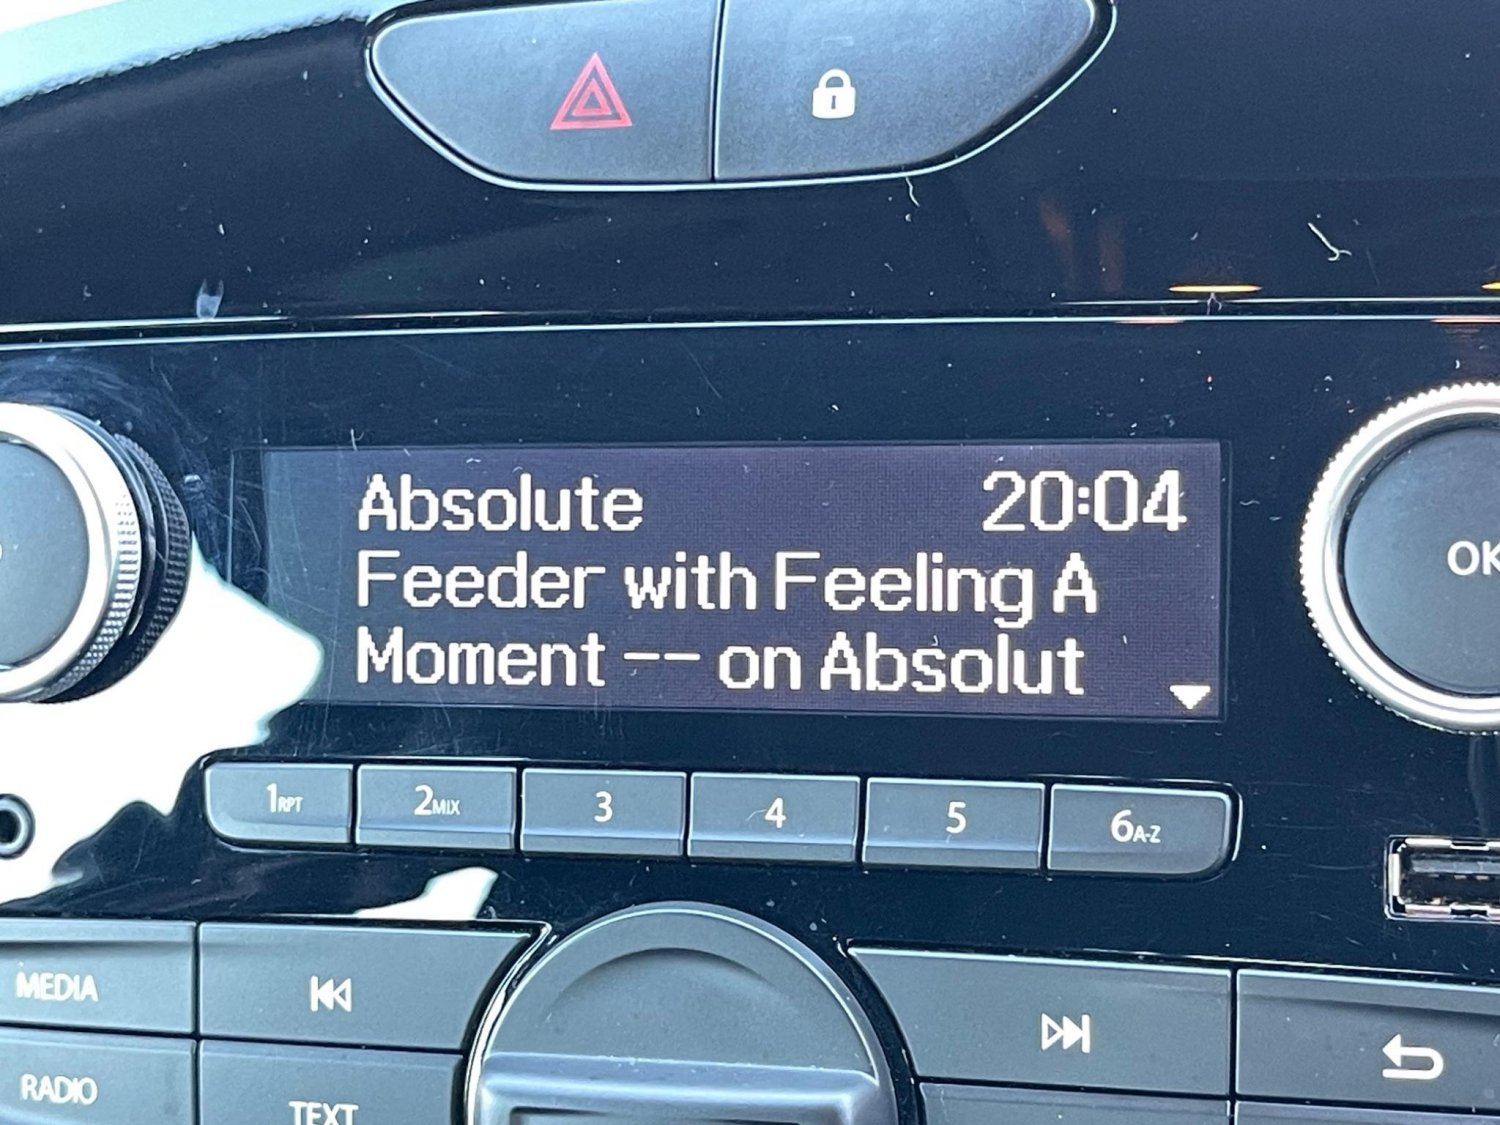 Absolute 20:04
Feeder with Feeling A
Moment -- on Absolut
1RPT 2MIX 3 4 5 6A-Z
OK
MEDIA
RADIO
TEXT